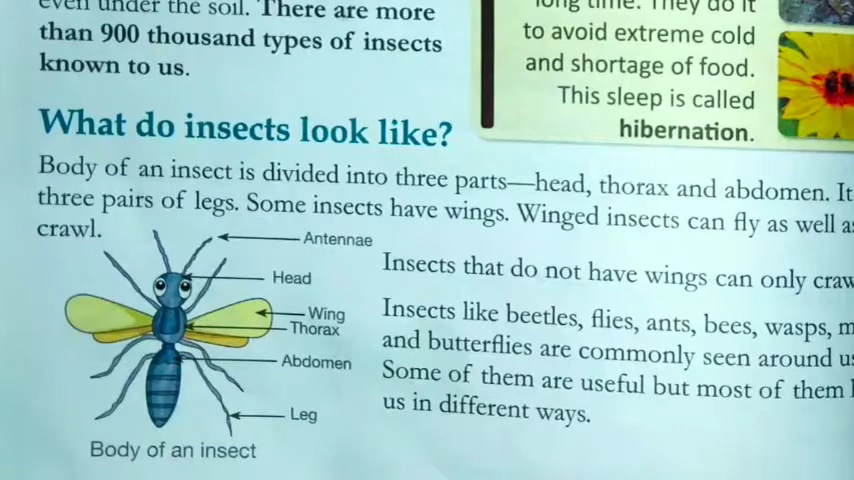 even under the soil. There are more
than 900 thousand types of insects
known to us.
long time. They do it
to avoid extreme cold
and shortage of food.
This sleep is called
hibernation.
What do insects look like?
Body of an insect is divided into three parts—head, thorax and abdomen. It
three pairs of legs. Some insects have wings. Winged insects can fly as well
crawl.
Antennae
Head
Wing
Thorax
Abdomen
Leg
Body of an insect
Insects that do not have wings can only
Insects like beetles, flies, ants, bees, wasps,
and butterflies are commonly seen around
Some of them are useful but most of them
us in different ways.